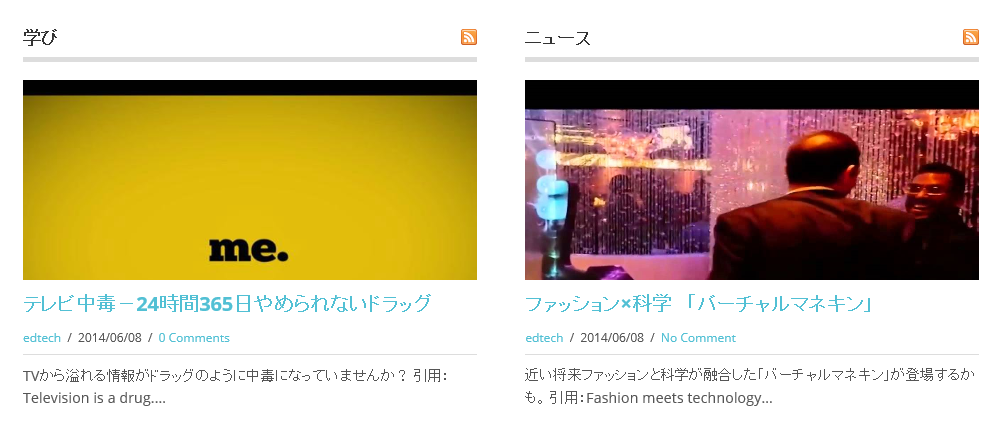 学び
me.
テレビ中毒－24時間365日やめられないドラッグ
edtech / 2014/06/08 / 0 Comments
TVから溢れる情報がドラッグのように中毒になっていませんか？ 引用：
Television is a drug....
ニュース
ファッション×科学　「バーチャルマネキン」
edtech / 2014/06/08 / No Comment
近い将来ファッションと科学が融合した「バーチャルマネキン」が登場するか
も。引用：Fashion meets technology...